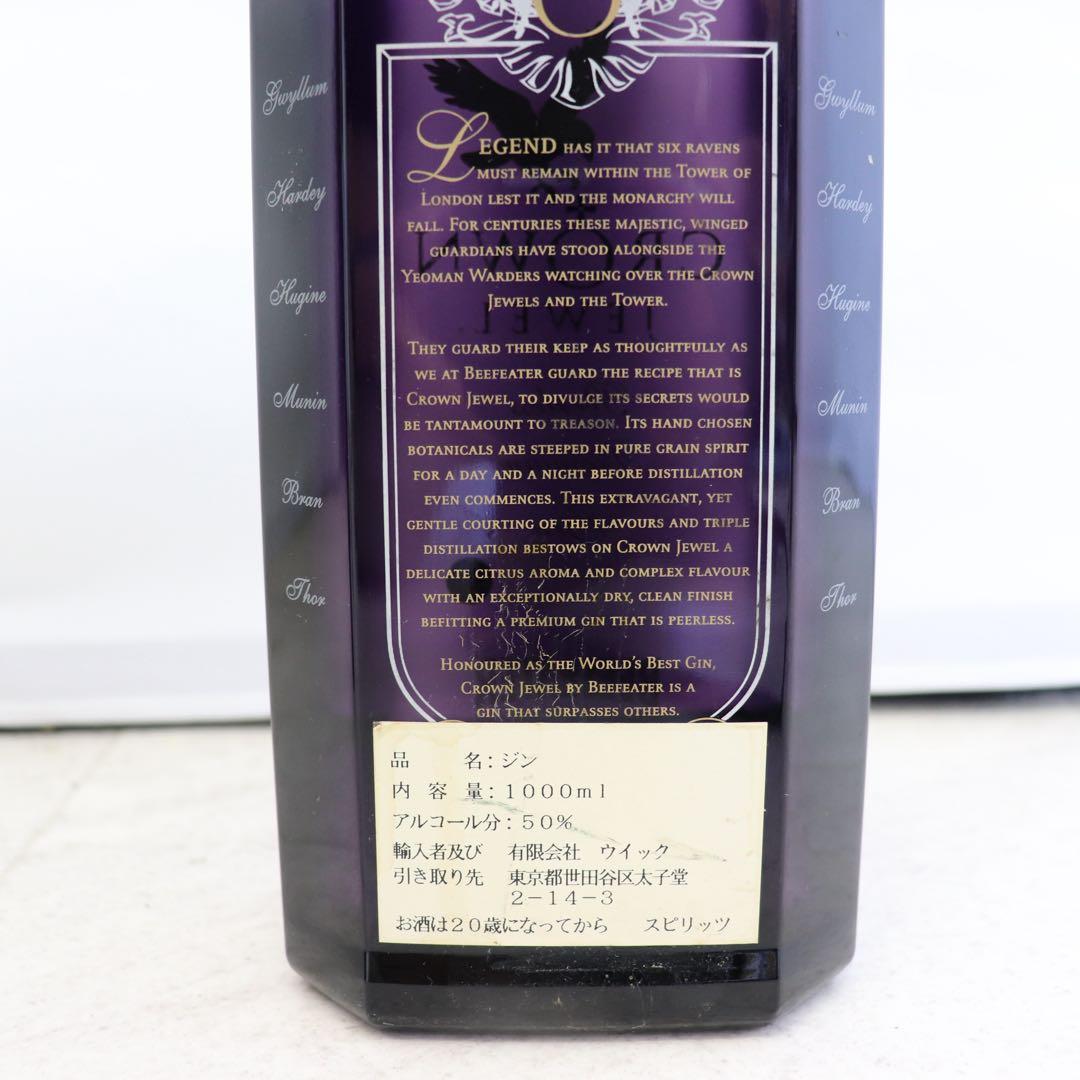 LEGEND HAS IT THAT SIX RAVENS
MUST REMAIN WITHIN THE TOWER OF
LONDON LEST IT AND THE MONARCHY WILL
FALL. FOR CENTURIES THESE MAJESTIC, WINGED
GUARDIANS HAVE STOOD ALONGSIDE THE
YEOMAN WARDERS WATCHING OVER THE CROWN
JEWELS AND THE TOWER.
THEY GUARD THEIR KEEP AS THOUGHTFULLY AS
WE AT BEEFEATER GUARD THE RECIPE THAT IS
CROWN JEWEL, TO DIVULGE ITS SECRETS WOULD
BE TANTAMOUNT TO TREASON. ITS HAND CHOSEN
BOTANICALS ARE STEEPED IN PURE GRAIN SPIRIT
FOR A DAY AND A NIGHT BEFORE DISTILLATION
EVEN COMMENCES. THIS EXTRAVAGANT, YET
GENTLE COURTING OF THE FLAVOURS AND TRIPLE
DISTILLATION BESTOWS ON CROWN JEWEL A
DELICATE CITRUS AROMA AND COMPLEX FLAVOUR
WITH AN EXCEPTIONALLY DRY, CLEAN FINISH
BEFITTING A PREMIUM GIN THAT IS PEERLESS.
HONOURED AS THE WORLD'S BEST GIN,
CROWN JEWEL BY BEEFEATER IS A
GIN THAT SURPASSES OTHERS.
Gwyllum
Hardey
Hugine
Munin
Bran
Thor
Gwyllum
Hardey
Hugine
Munin
Bran
Thor
CROWN
JEWEL
品　　名：ジン
内 容 量：1000ml
アルコール分：50%
輸入者及び　有限会社　ウイック
引き取り先　東京都世田谷区太子堂
2-14-3
お酒は20歳になってから　スピリッツ